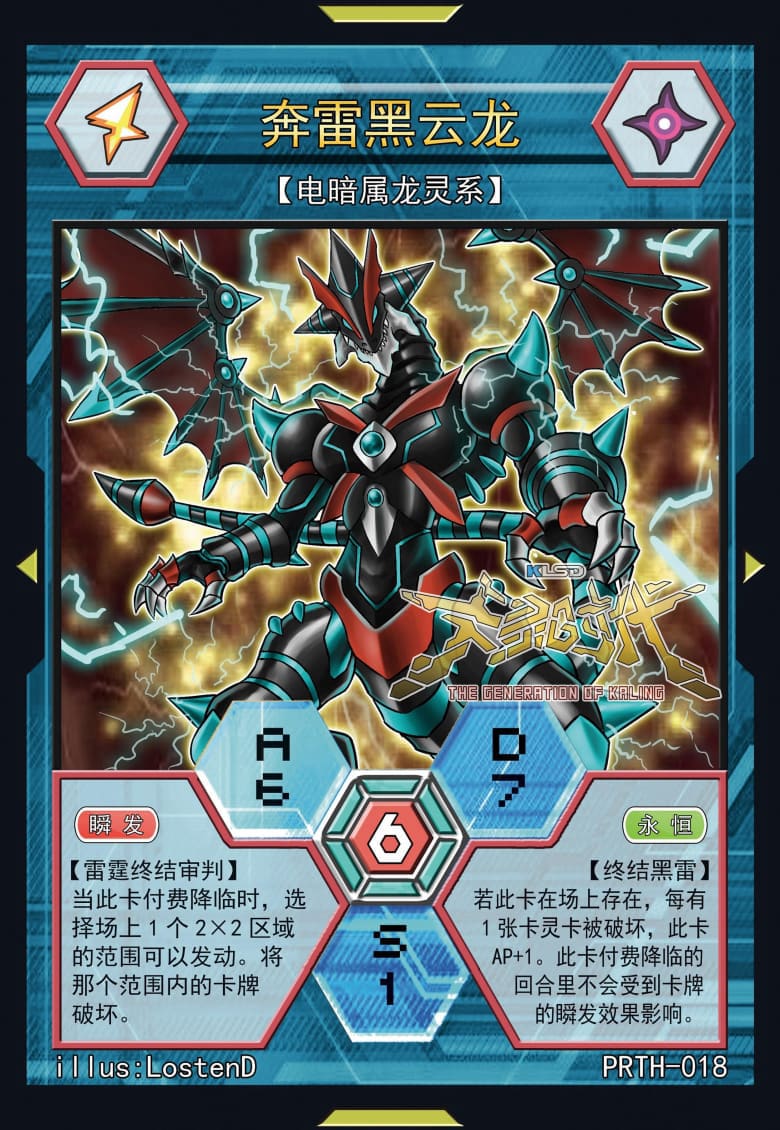 奔雷黑云龙
【电暗属龙灵系】
KLSD
卡灵时代
THE GENERATION OF KALING
A
6
D
7
6
S
1
瞬发
【雷霆终结审判】
当此卡付费降临时，选
择场上1个2×2区域
的范围可以发动。将
那个范围内的卡牌
破坏。
永恒
【终结黑雷】
若此卡在场上存在，每有
1张卡灵卡被破坏，此卡
AP+1。此卡付费降临的
回合里不会受到卡牌
的瞬发效果影响。
illus:LostenD
PRTH-018